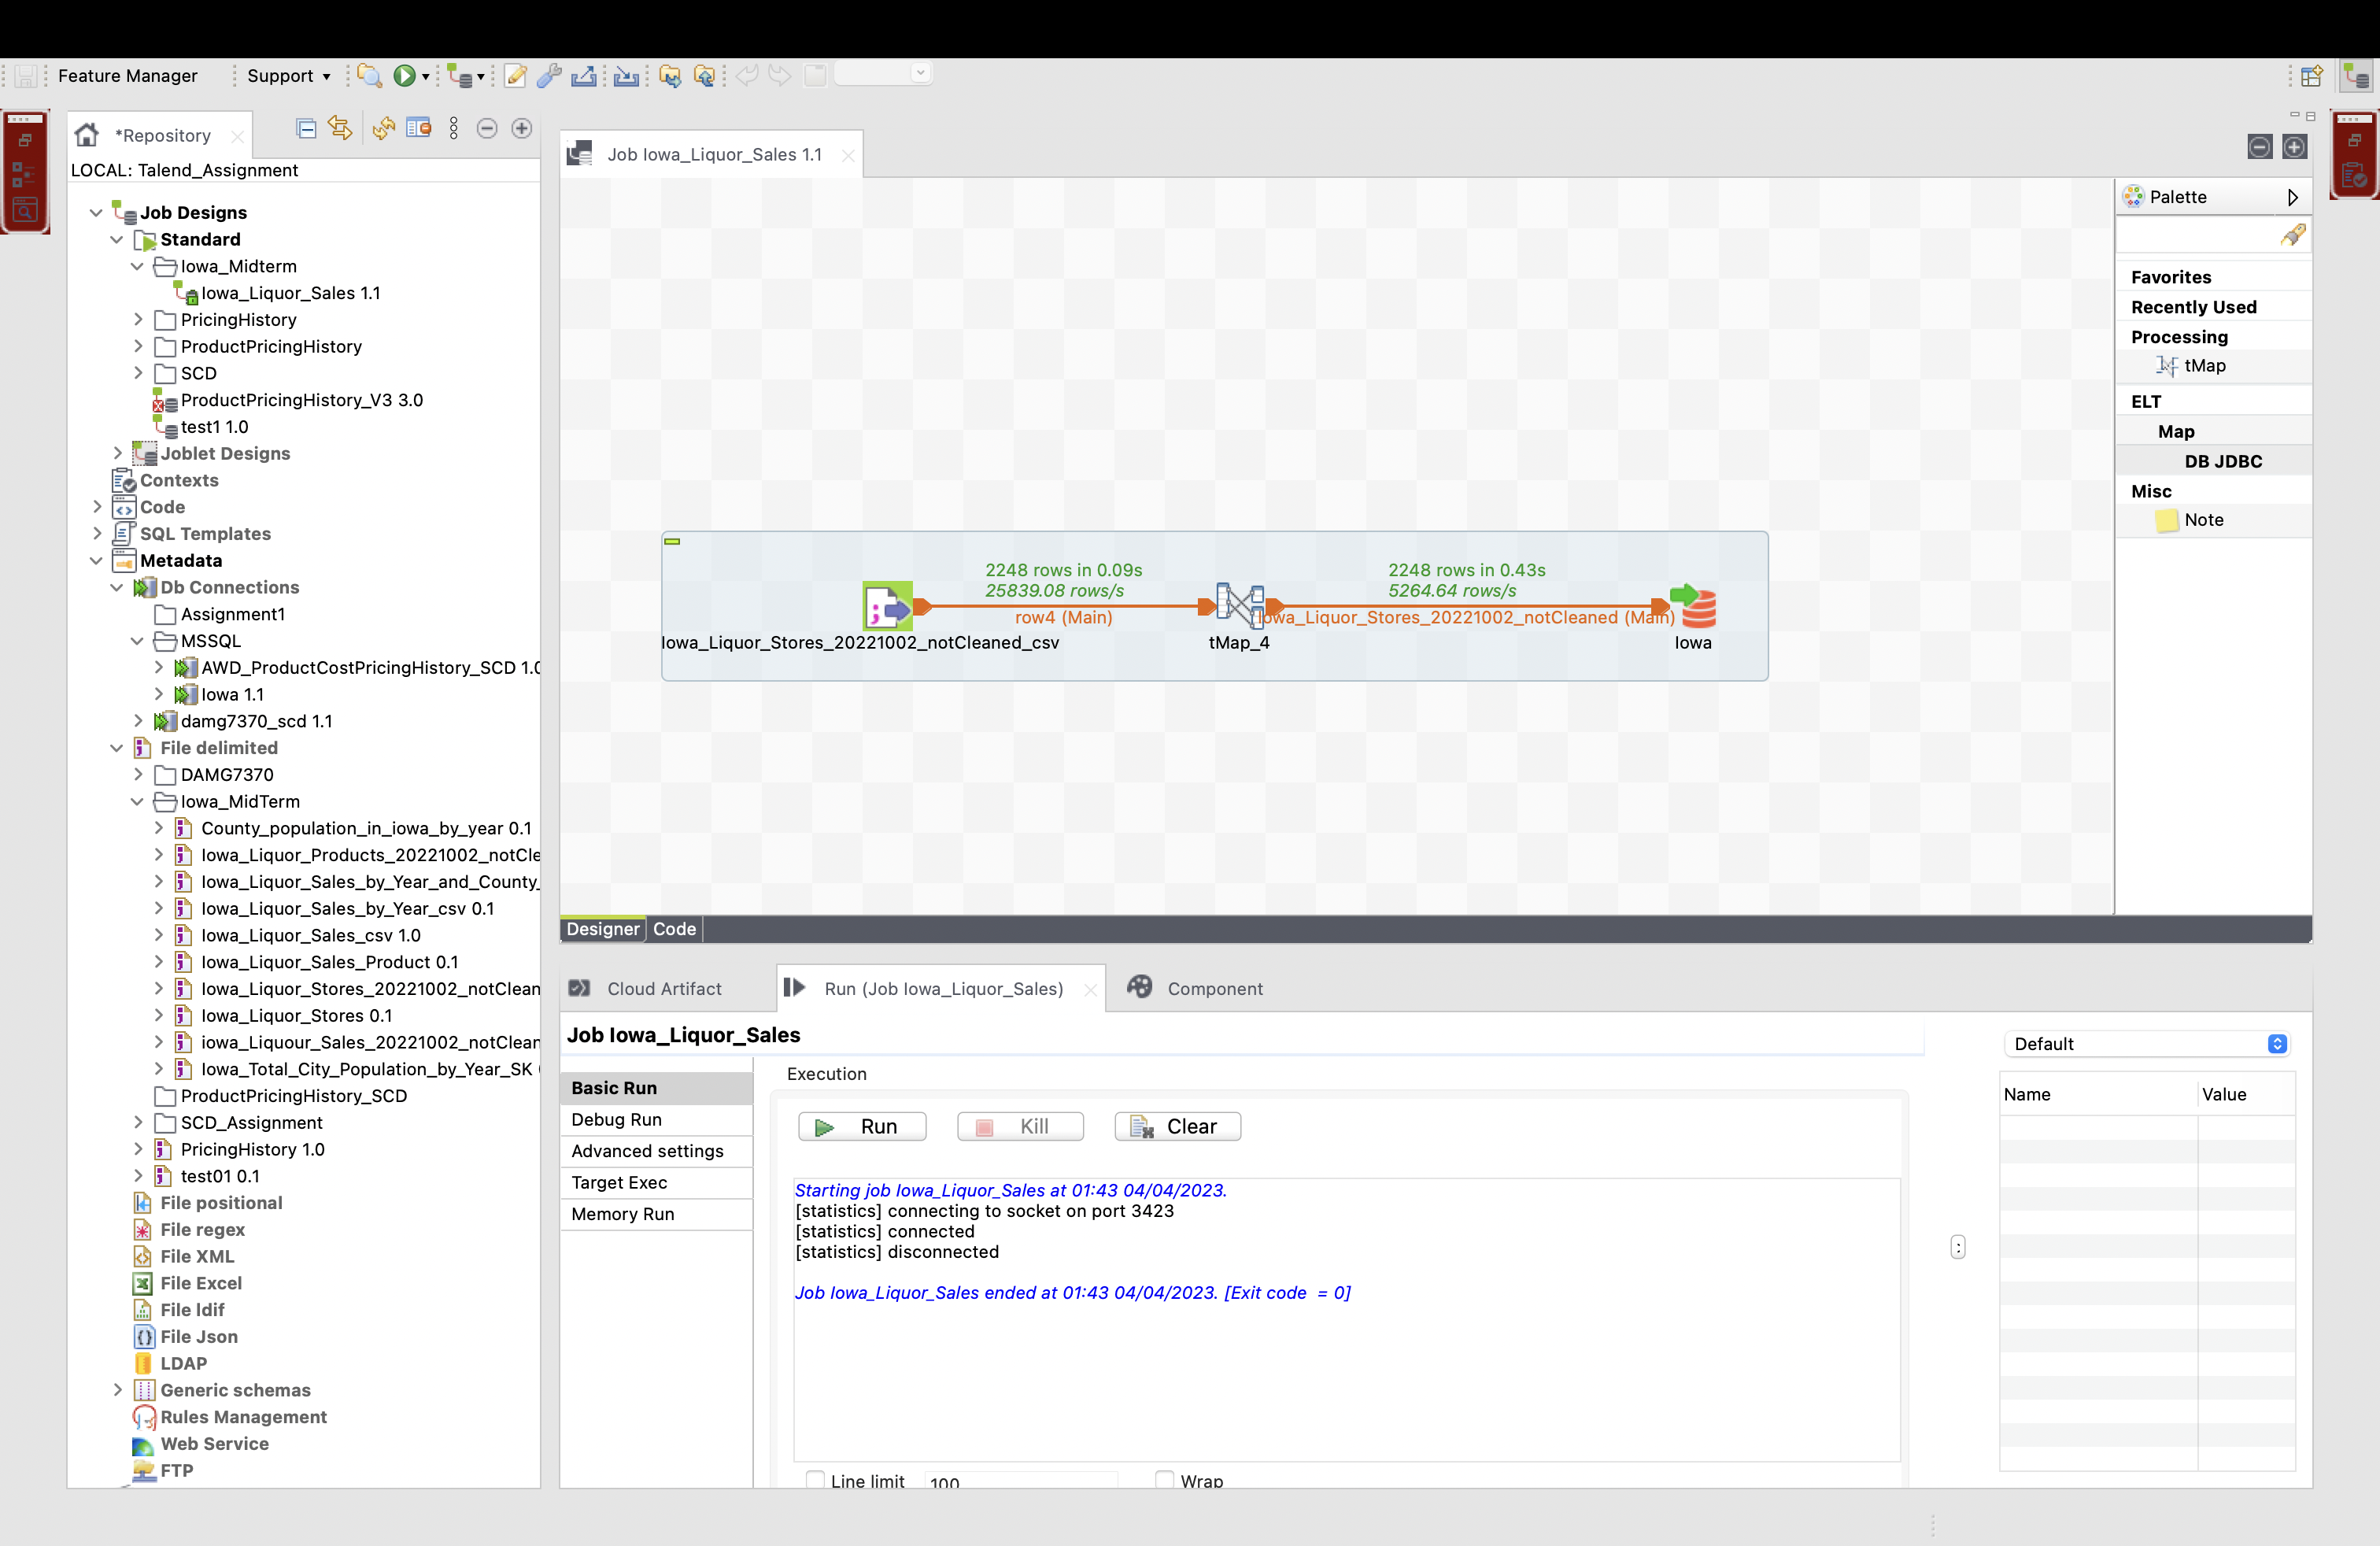 Feature Manager
Support
*Repository
LOCAL: Talend_Assignment
Job Designs
Standard
Iowa_Midterm
Iowa_Liquor_Sales 1.1
PricingHistory
ProductPricingHistory
SCD
ProductPricingHistory_V3 3.0
test1 1.0
Joblet Designs
Contexts
Code
SQL Templates
Metadata
Db Connections
Assignment1
MSSQL
AWD_ProductCostPricingHistory_SCD 1.0
Iowa 1.1
damg7370_scd 1.1
File delimited
DAMG7370
Iowa_MidTerm
County_population_in_iowa_by_year 0.1
Iowa_Liquor_Products_20221002_notCle
Iowa_Liquor_Sales_by_Year_and_County_
Iowa_Liquor_Sales_by_Year_csv 0.1
Iowa_Liquor_Sales_csv 1.0
Iowa_Liquor_Sales_Product 0.1
Iowa_Liquor_Stores_20221002_notClean
Iowa_Liquor_Stores 0.1
iowa_Liquour_Sales_20221002_notClean
Iowa_Total_City_Population_by_Year_SK
ProductPricingHistory_SCD
SCD_Assignment
PricingHistory 1.0
test01 0.1
File positional
File regex
File XML
File Excel
File ldif
File Json
LDAP
Generic schemas
Rules Management
Web Service
FTP
Job Iowa_Liquor_Sales 1.1
2248 rows in 0.09s
25839.08 rows/s
row4 (Main)
2248 rows in 0.43s
5264.64 rows/s
Iowa_Liquor_Stores_20221002_notCleaned (Main)
Iowa_Liquor_Stores_20221002_notCleaned_csv
tMap_4
Iowa
Designer
Code
Palette
Favorites
Recently Used
Processing
tMap
ELT
Map
DB JDBC
Misc
Note
Cloud Artifact
Run (Job Iowa_Liquor_Sales)
Component
Job Iowa_Liquor_Sales
Basic Run
Debug Run
Advanced settings
Target Exec
Memory Run
Execution
Run
Kill
Clear
Starting job Iowa_Liquor_Sales at 01:43 04/04/2023.
[statistics] connecting to socket on port 3423
[statistics] connected
[statistics] disconnected
Job Iowa_Liquor_Sales ended at 01:43 04/04/2023. [Exit code  = 0]
Line limit
100
Wrap
Default
Name
Value